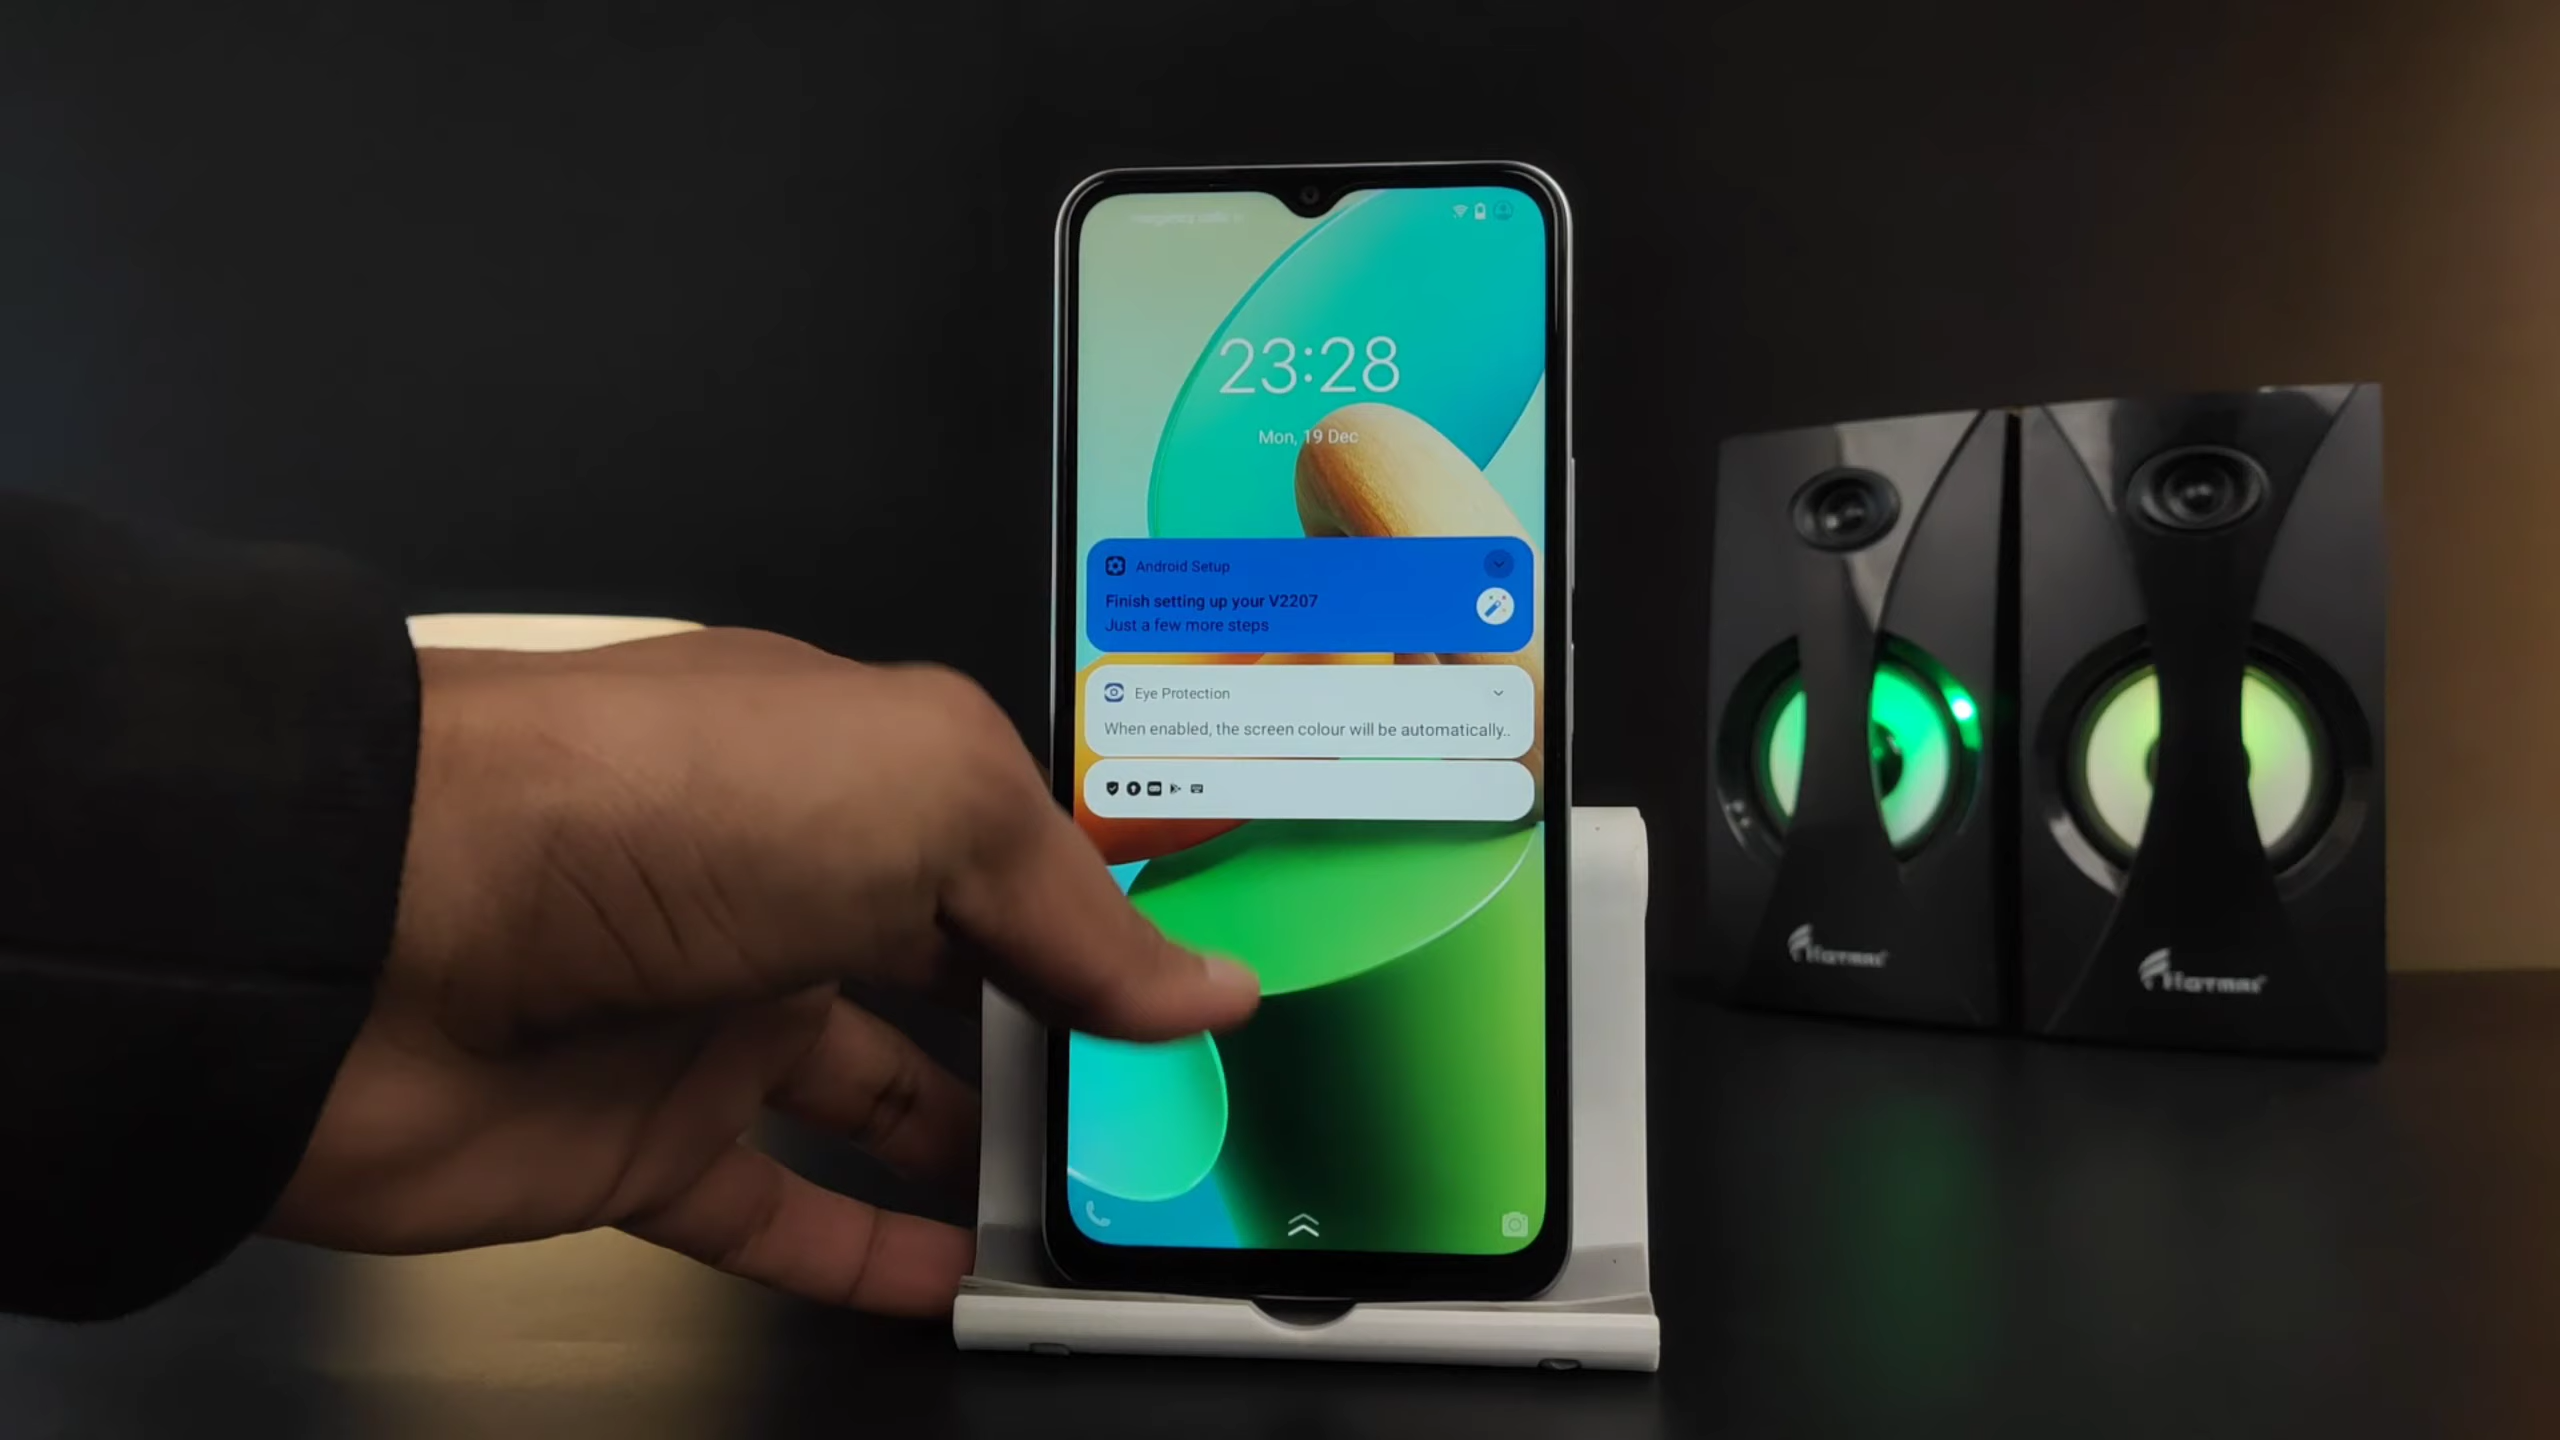 23:28
Mon, 19 Dec
Android Setup
Finish setting up your V2207
Just a few more steps
Eye Protection
When enabled, the screen colour will be automatically..